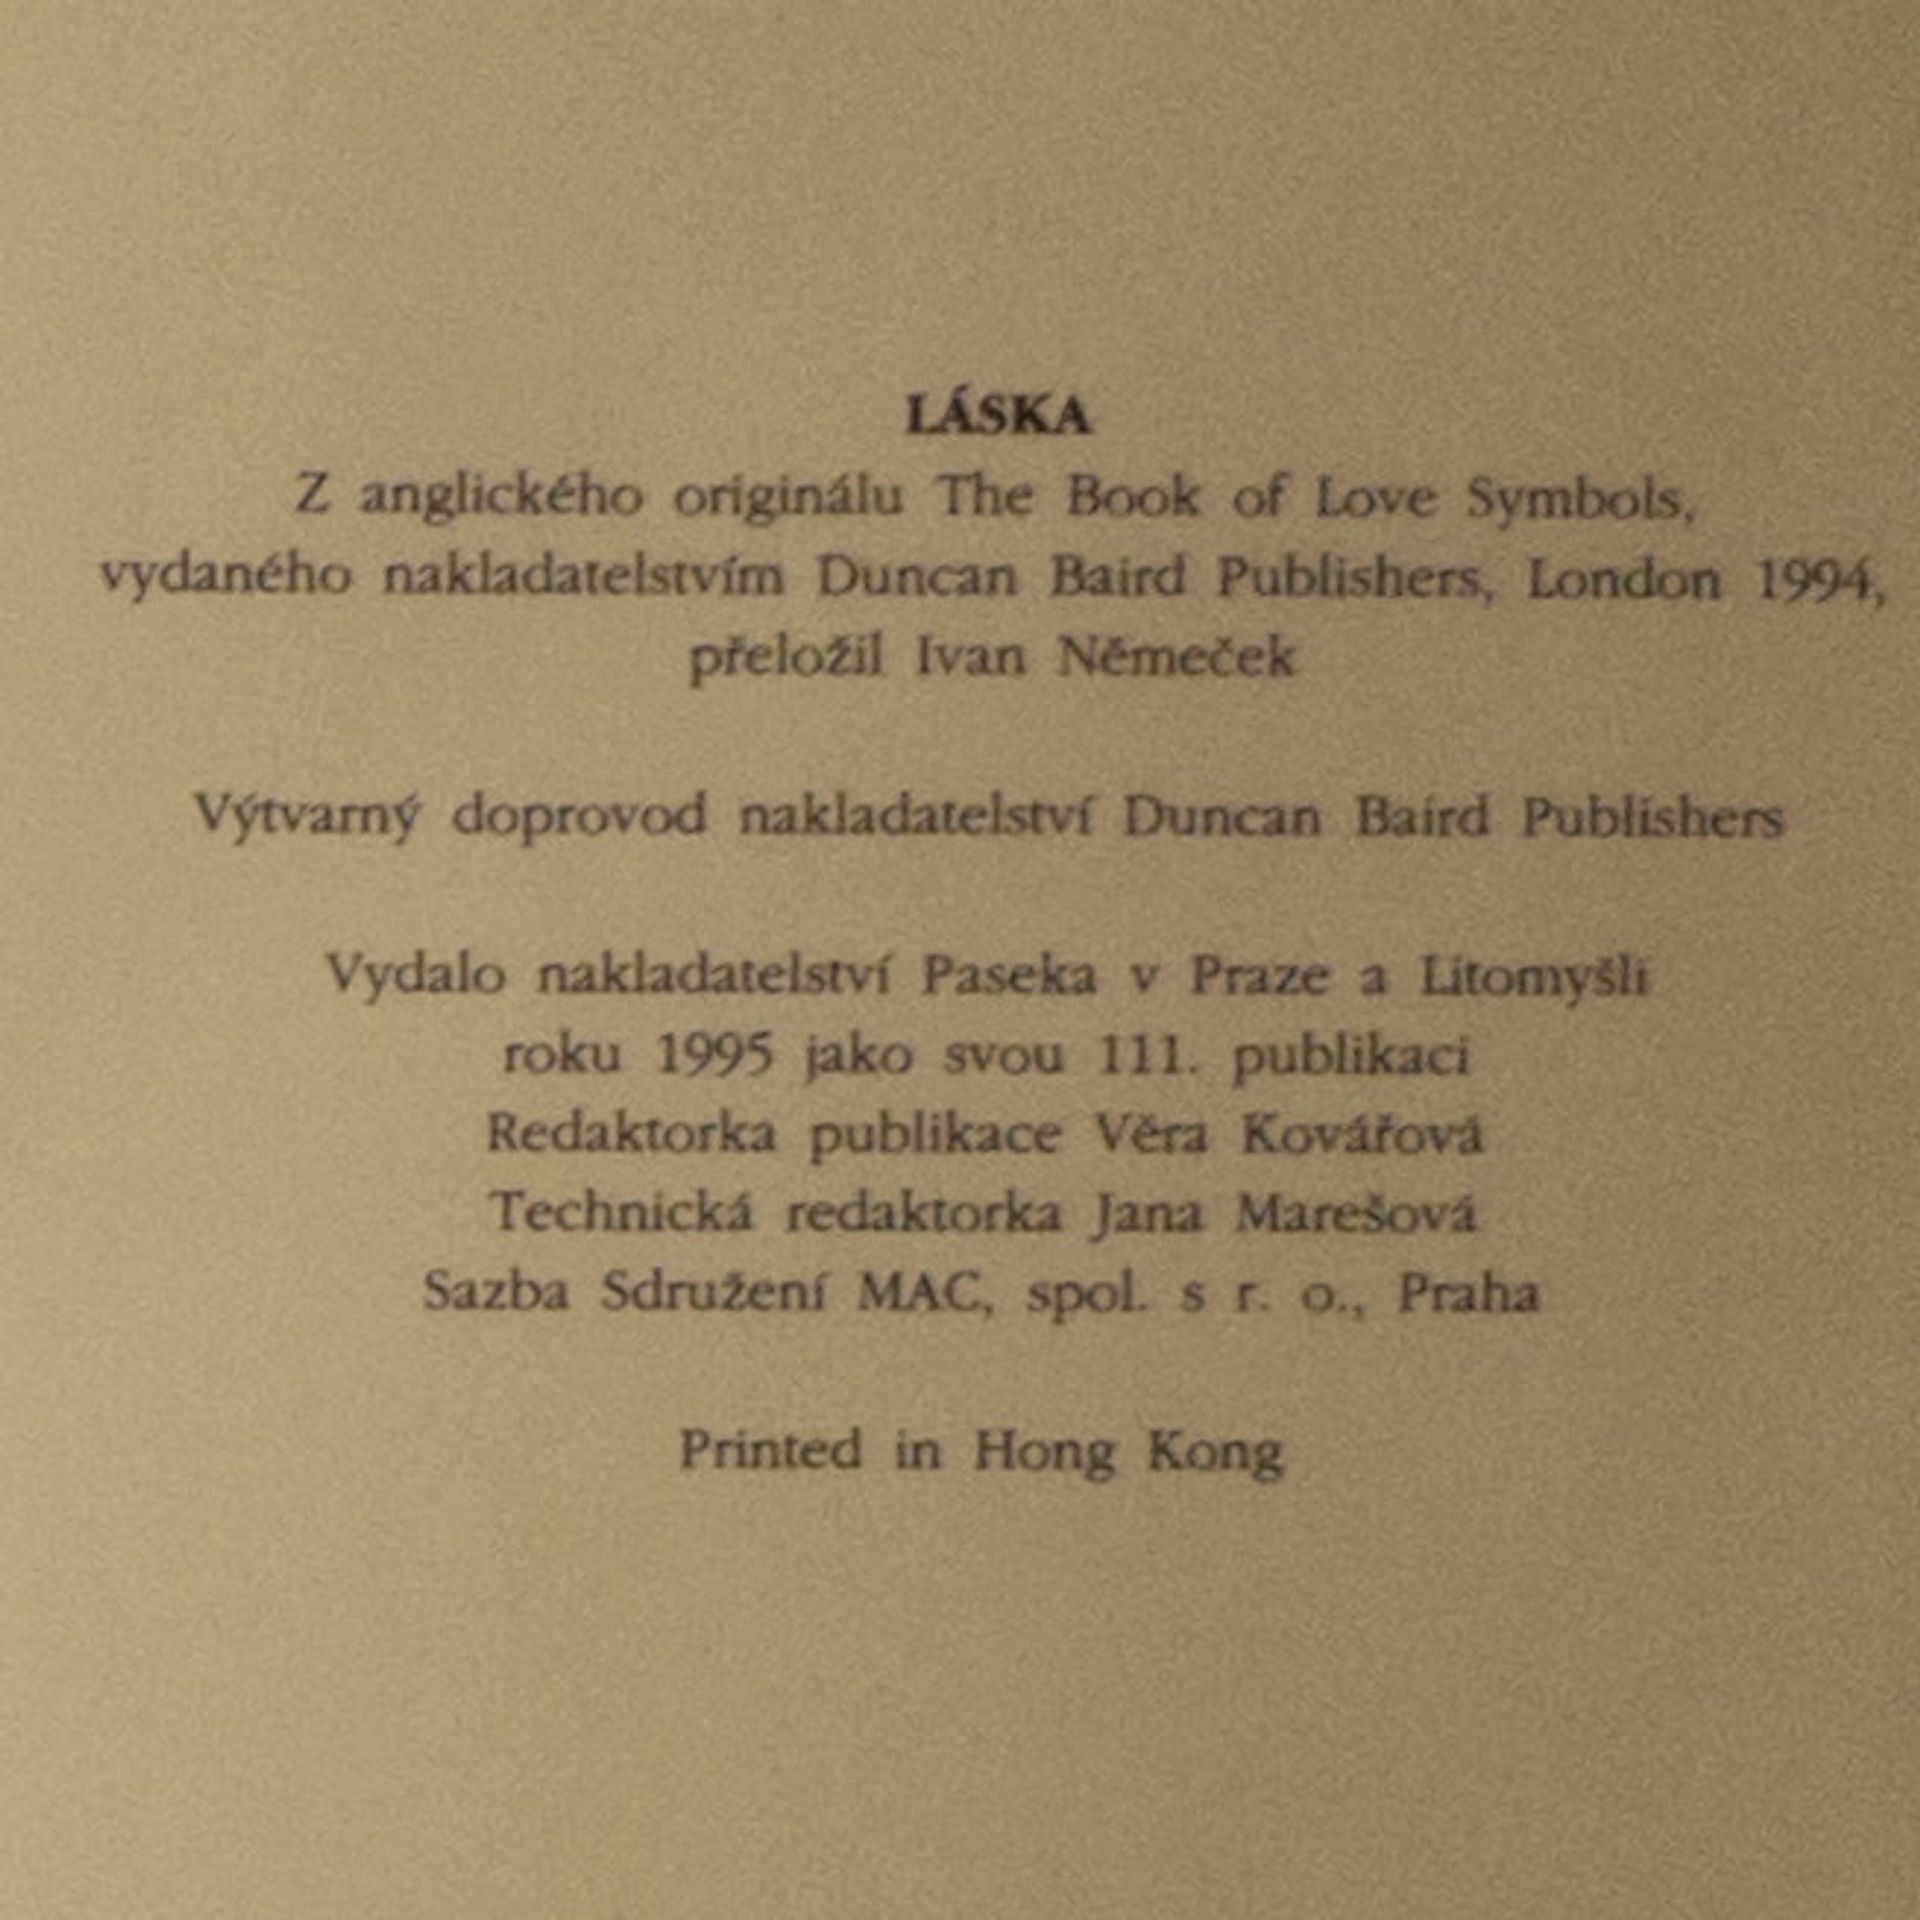 LÁSKA
Z anglického originálu The Book of Love Symbols,
vydaného nakladatelstvím Duncan Baird Publishers, London 1994,
přeložil Ivan Němeček
Výtvarný doprovod nakladatelství Duncan Baird Publishers
Vydalo nakladatelství Paseka v Praze a Litomyšli
roku 1995 jako svou 111. publikaci
Redaktorka publikace Věra Kovářová
Technická redaktorka Jana Marešová
Sazba Sdružení MAC, spol. s r. o., Praha
Printed in Hong Kong